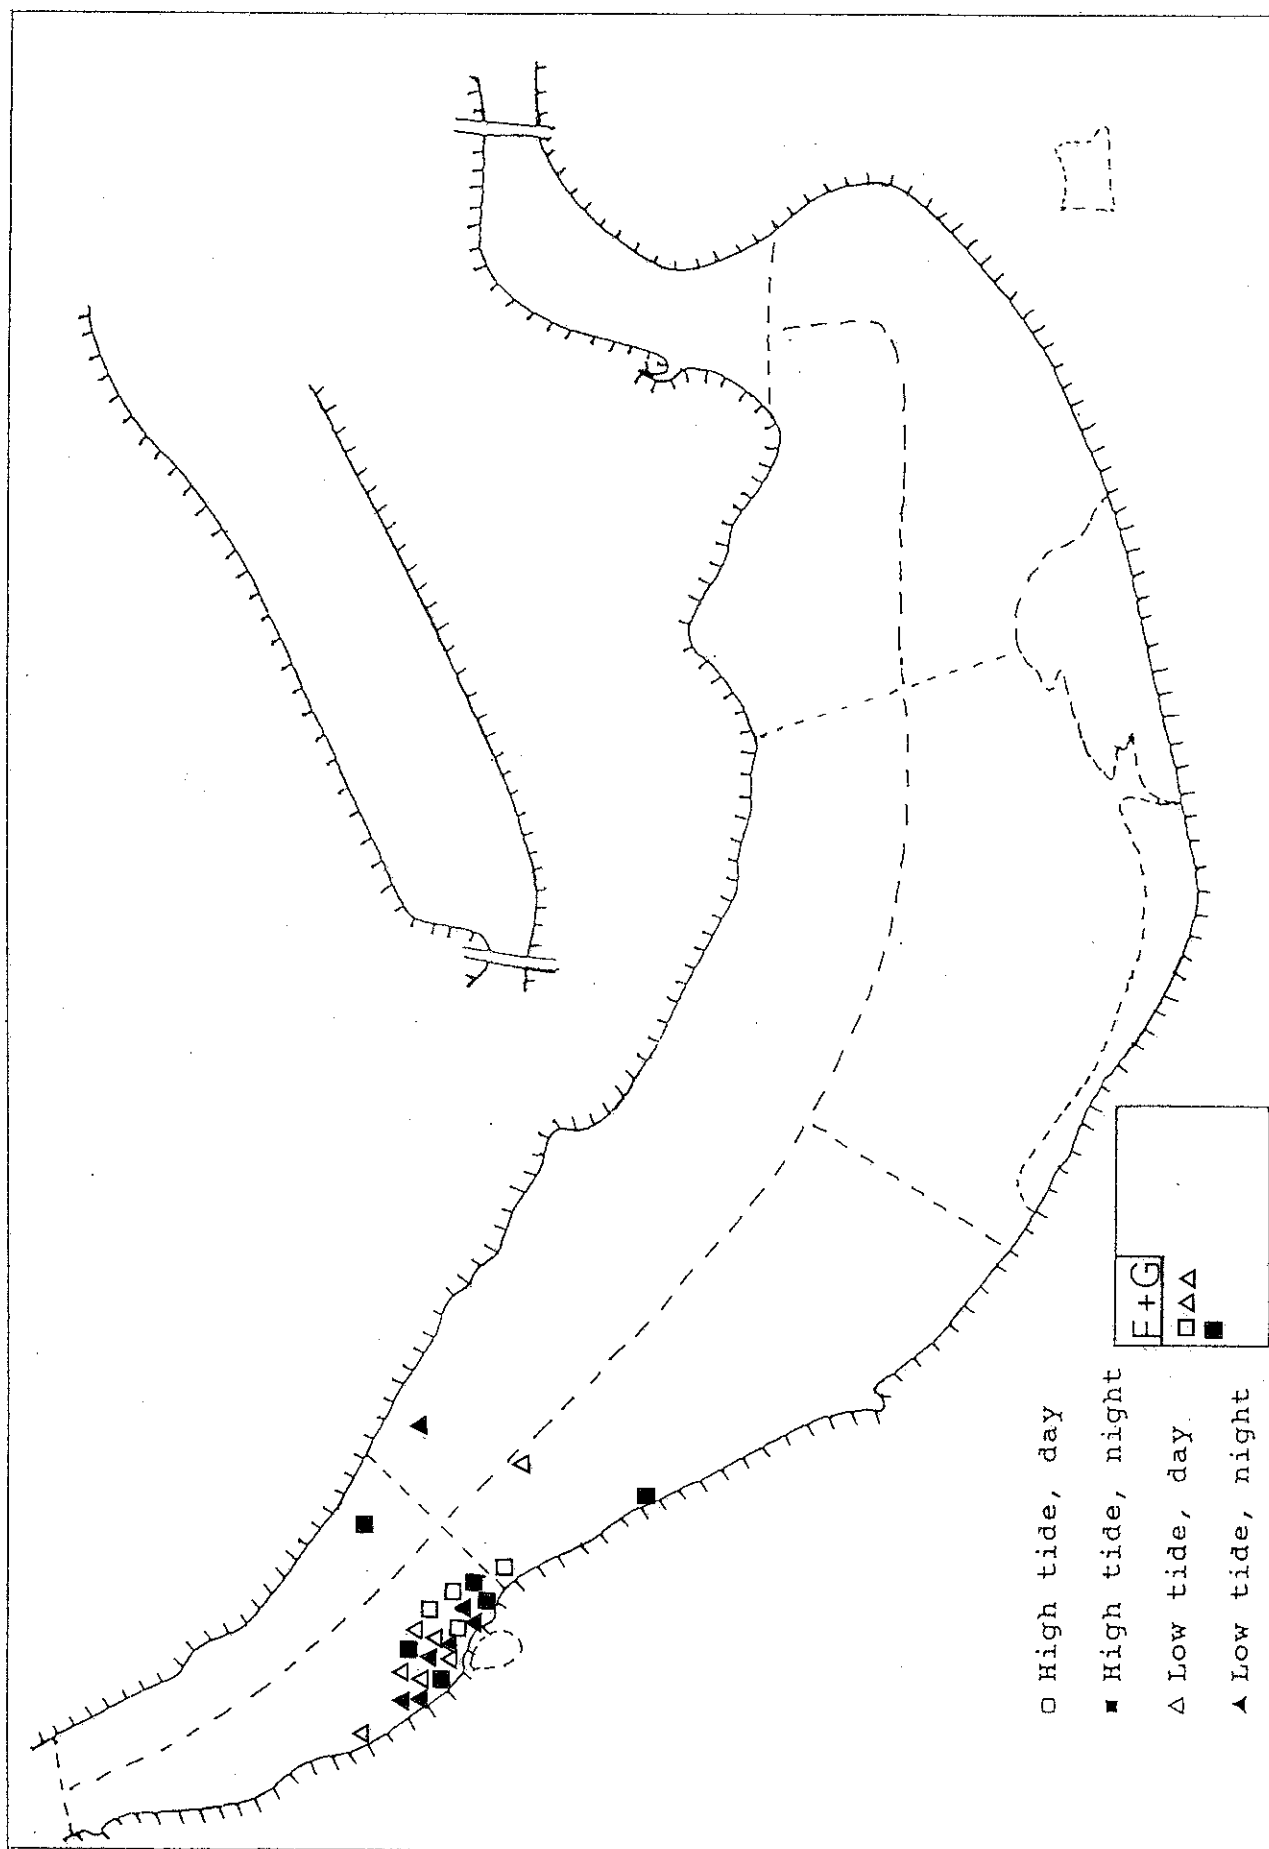 High tide, day
High tide, night
Low tide, day
Low tide, night
F+G